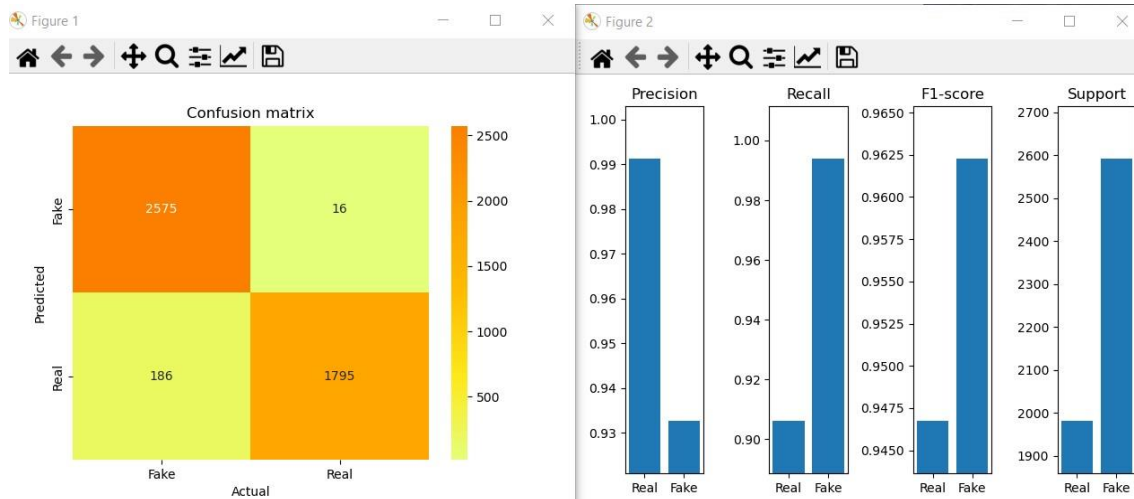 Figure 1
Confusion matrix
Predicted
Fake
Real
2575
16
186
1795
Fake
Real
Actual
2500
2000
1500
1000
500
Figure 2
Precision
1.00
0.99
0.98
0.97
0.96
0.95
0.94
0.93
Real Fake
Recall
1.00
0.98
0.96
0.94
0.92
0.90
Real Fake
F1-score
0.9650
0.9625
0.9600
0.9575
0.9550
0.9525
0.9500
0.9475
0.9450
Real Fake
Support
2700
2600
2500
2400
2300
2200
2100
2000
1900
Real Fake